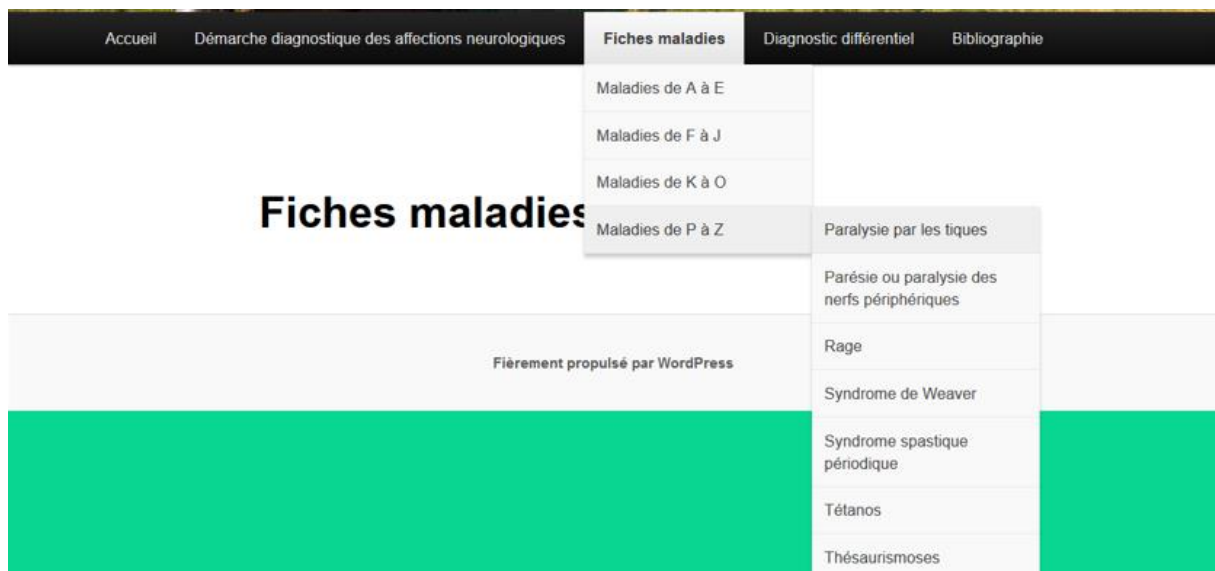 Accueil Démarche diagnostique des affections neurologiques Fiches maladies Diagnostic différentiel Bibliographie
Maladies de A à E
Maladies de F à J
Maladies de K à O
Fiches maladies
Maladies de P à Z
Paralysie par les tiques
Parésie ou paralysie des
nerfs périphériques
Rage
Fièrement propulsé par WordPress
Syndrome de Weaver
Syndrome spastique
périodique
Tétanos
Thésaurismoses